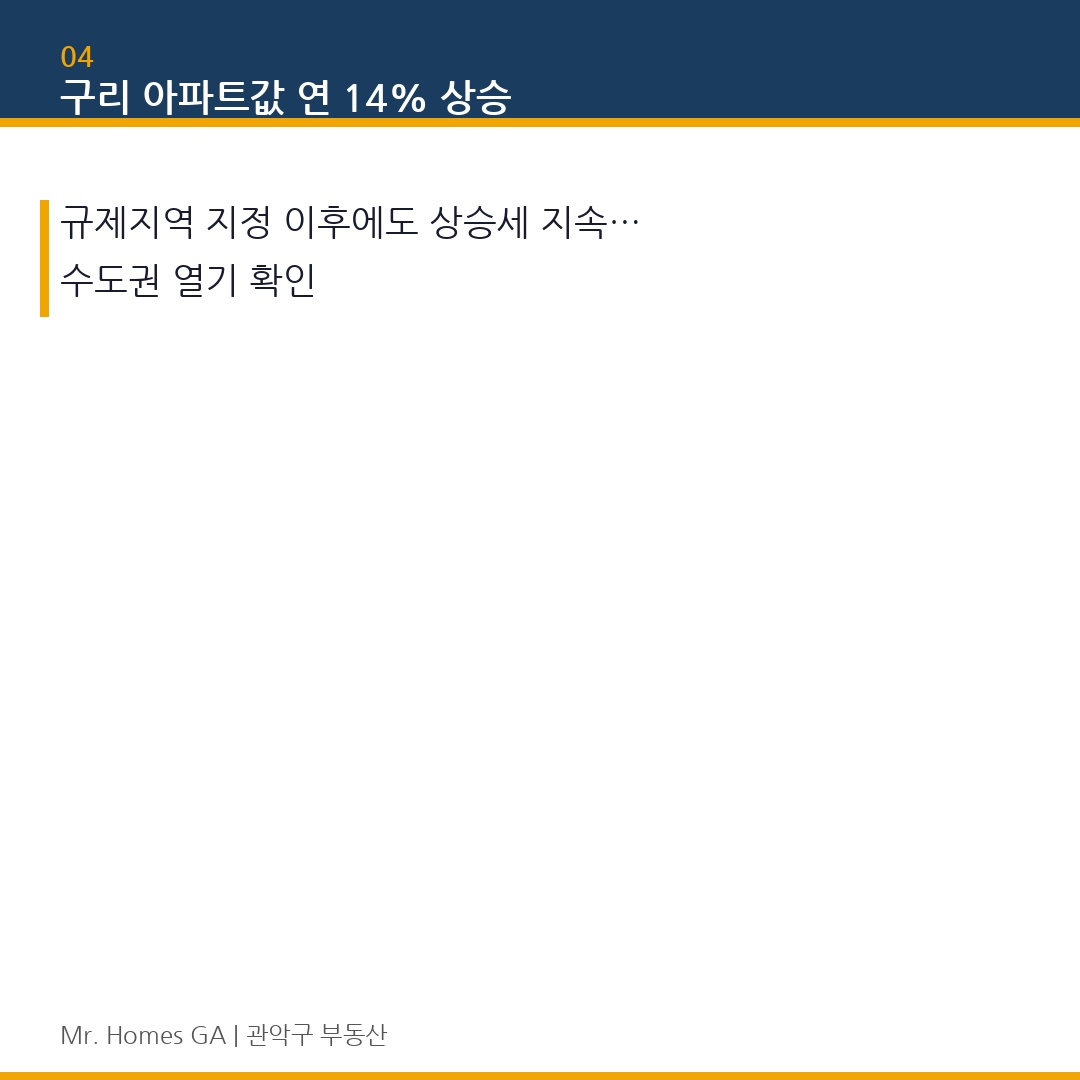 04
구리 아파트값 연 14% 상승
규제지역 지정 이후에도 상승세 지속…
수도권 열기 확인
Mr. Homes GA | 관악구 부동산